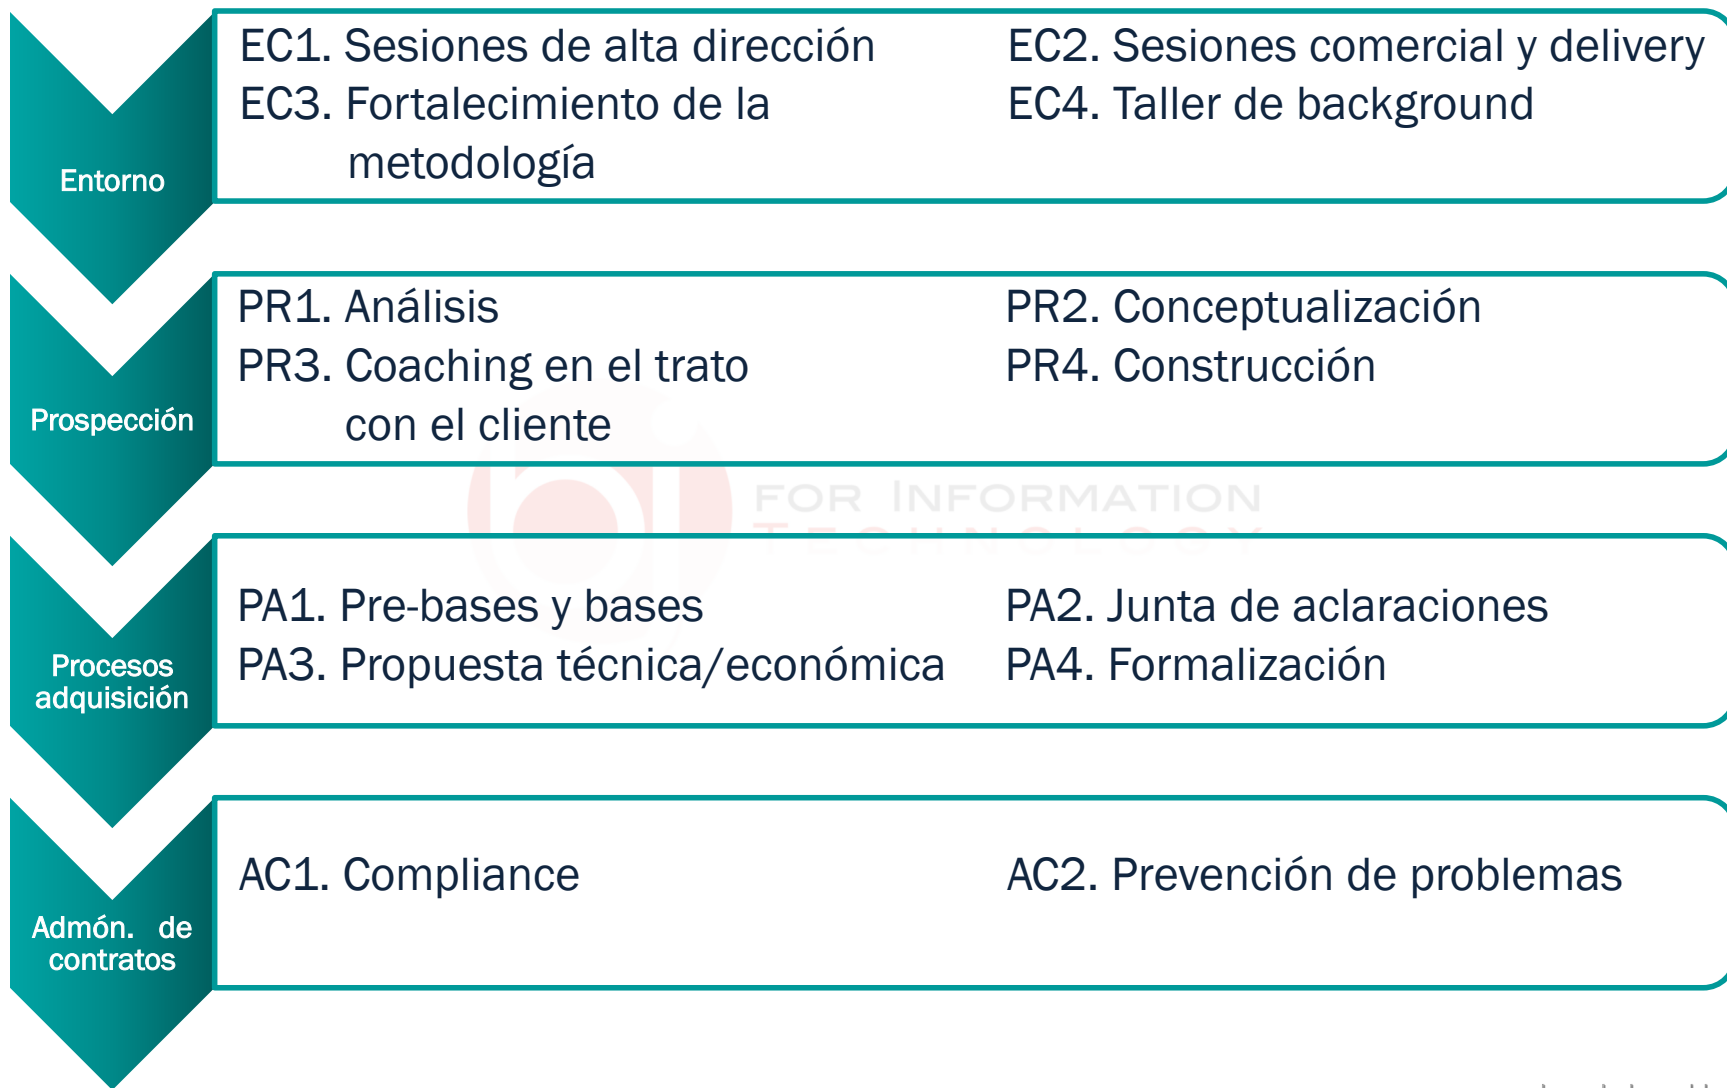 EC1. Sesiones de alta dirección
EC2. Sesiones comercial y delivery
EC3. Fortalecimiento de la
metodología
EC4. Taller de background
Entorno
PR1. Análisis
PR2. Conceptualización
PR3. Coaching en el trato
con el cliente
PR4. Construcción
Prospección
FOR INFORMATION
TECHNOLOGY
PA1. Pre-bases y bases
PA2. Junta de aclaraciones
PA3. Propuesta técnica/económica
PA4. Formalización
Procesos
adquisición
AC1. Compliance
AC2. Prevención de problemas
Admón. de
contratos